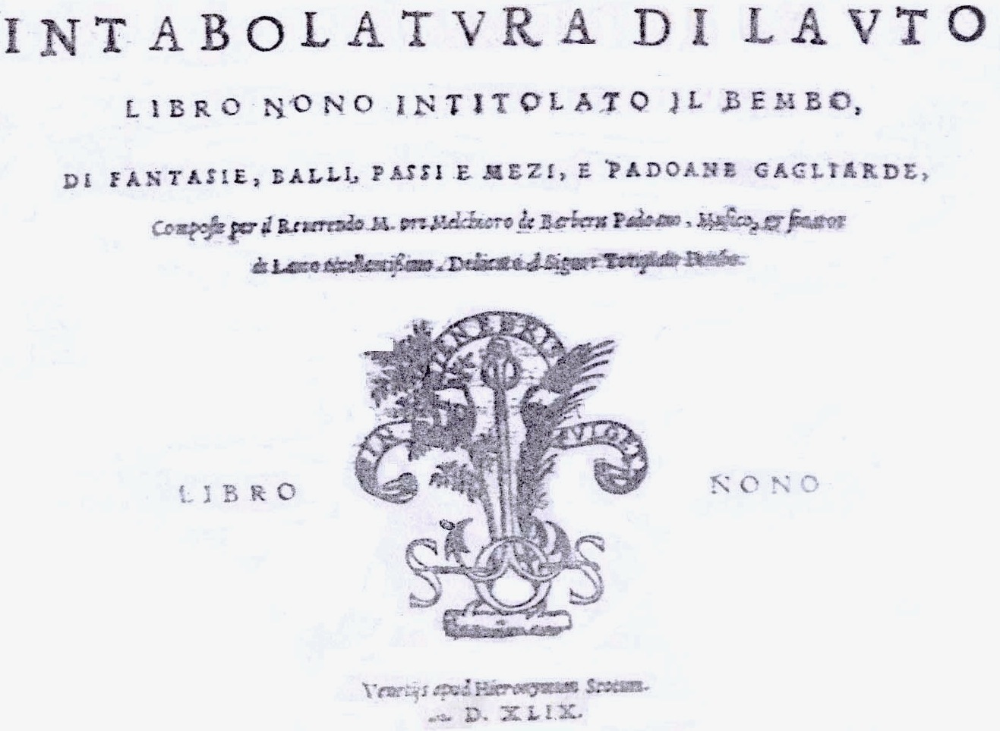 INTABOLATVRA DI LAVTO
LIBRO NONO INTITOLATO IL BEMBO,
DI FANTASIE, BALLI, PASSI E MEZI, E PADOANE GAGLIARDE,
Composte per il Reuerendo M. pre Melchioro de Barberis Padoano, Musico, et sonator
di Lauto eccellentissimo. Dedicato al Signor Bembo.
IN TENEBRIS FVLGET
LIBRO NONO
S S
Venetijs apud Hieronymum Scotum.
D. XLIX.